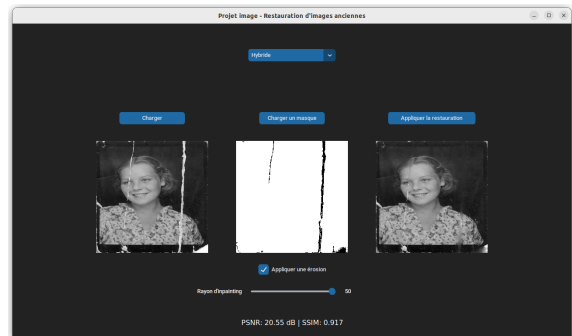 Projet image - Restauration d'images anciennes
Hybride
Charger
Charger un masque
Appliquer la restauration
Appliquer une érosion
Rayon d'inpainting 50
PSNR: 20.55 dB | SSIM: 0.917